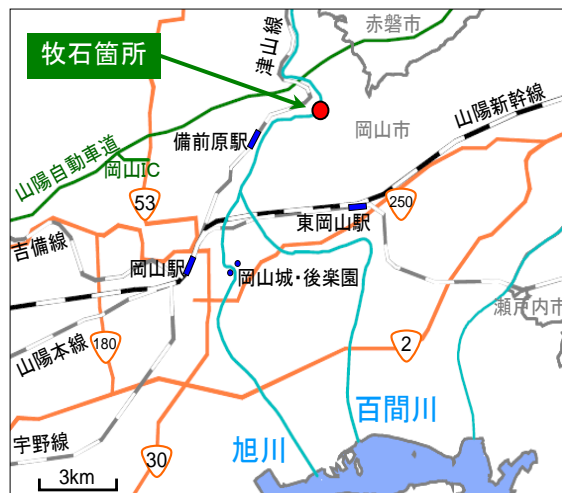 赤磐市
津山線
牧石箇所
山陽新幹線
岡山市
備前原駅
山陽自動車道
岡山IC
53
250
東岡山駅
吉備線
岡山駅
岡山城・後楽園
瀬戸内市
180
山陽本線
2
百間川
旭川
宇野線
30
3km